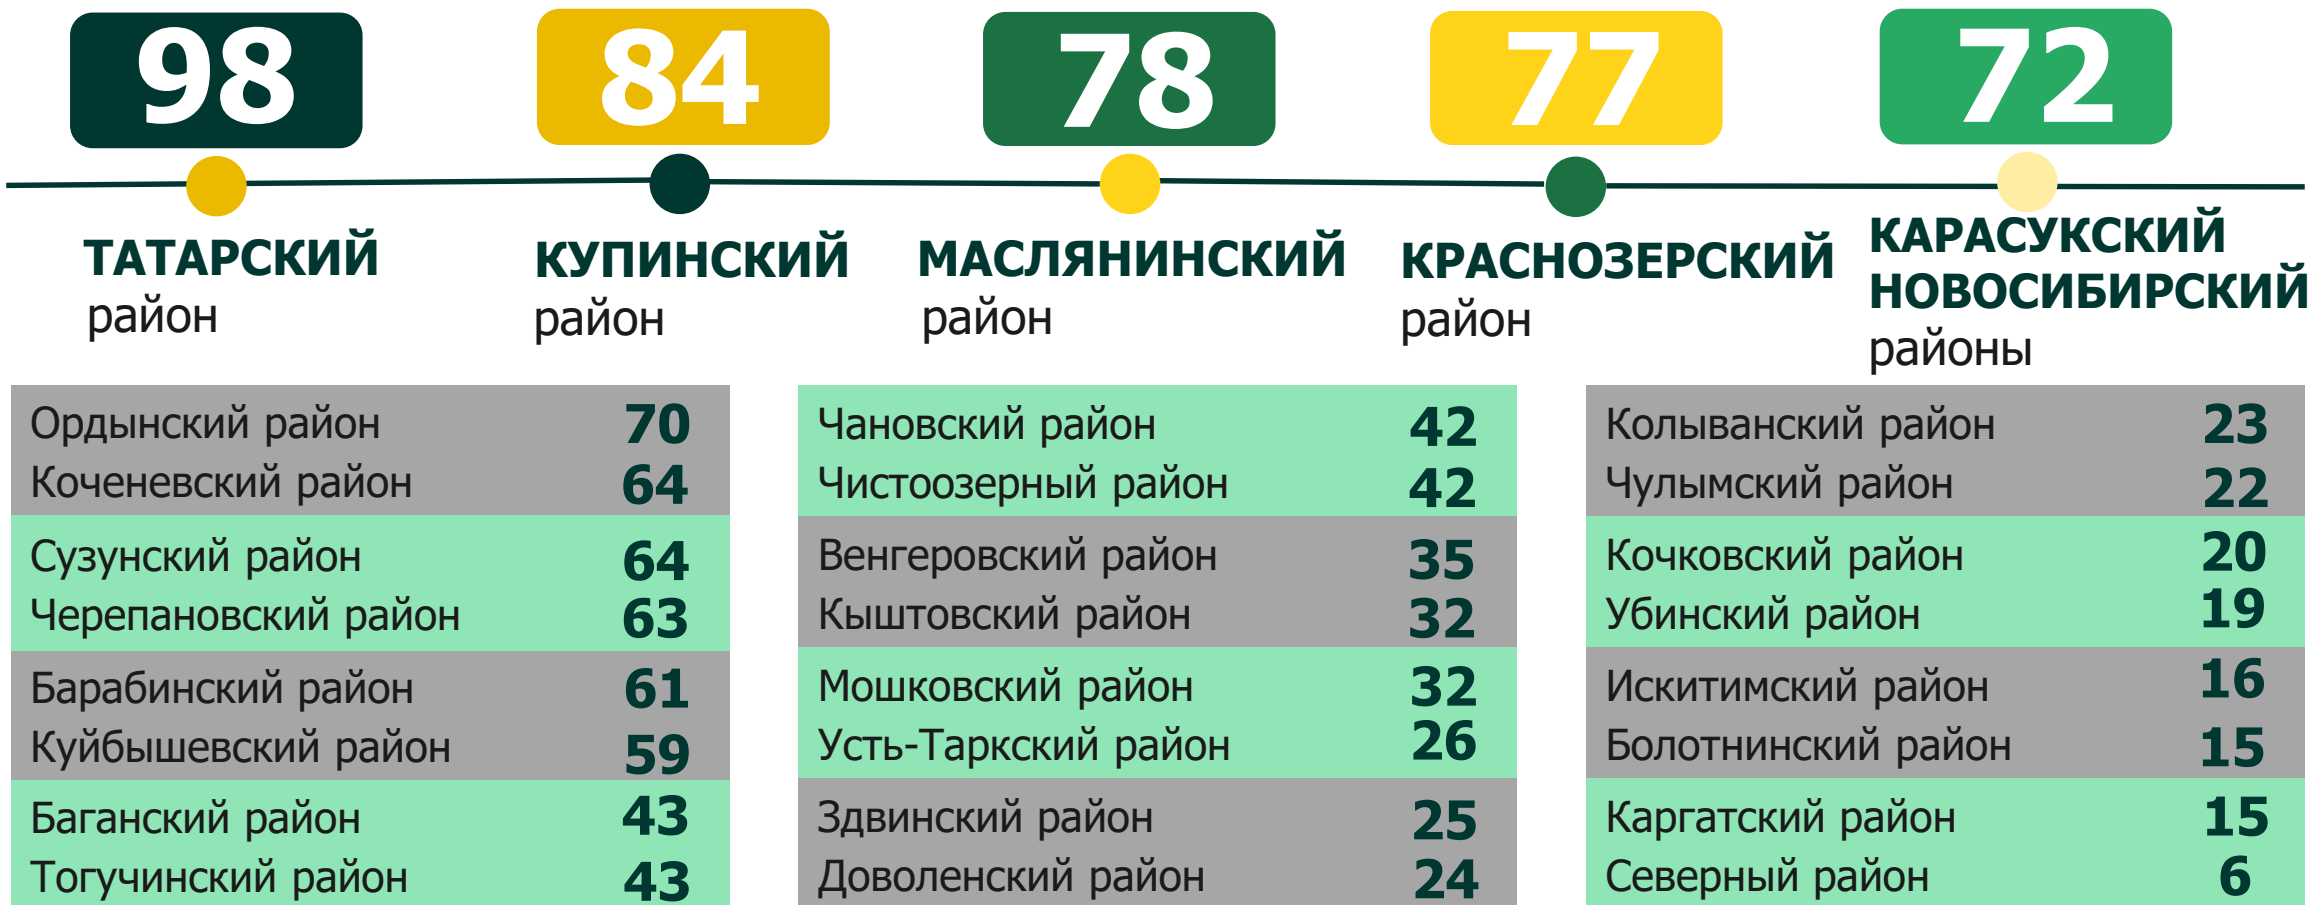 98
84
78
77
72
ТАТАРСКИЙ
район
КУПИНСКИЙ
район
МАСЛЯНИНСКИЙ
район
КРАСНОЗЕРСКИЙ
район
КАРАСУКСКИЙ
НОВОСИБИРСКИЙ
районы
Ордынский район 70
Коченевский район 64
Сузунский район 64
Черепановский район 63
Барабинский район 61
Куйбышевский район 59
Баганский район 43
Тогучинский район 43
Чановский район 42
Чистоозерный район 42
Венгеровский район 35
Кыштовский район 32
Мошковский район 32
Усть-Таркский район 26
Здвинский район 25
Доволенский район 24
Колыванский район 23
Чулымский район 22
Кочковский район 20
Убинский район 19
Искитимский район 16
Болотнинский район 15
Каргатский район 15
Северный район 6